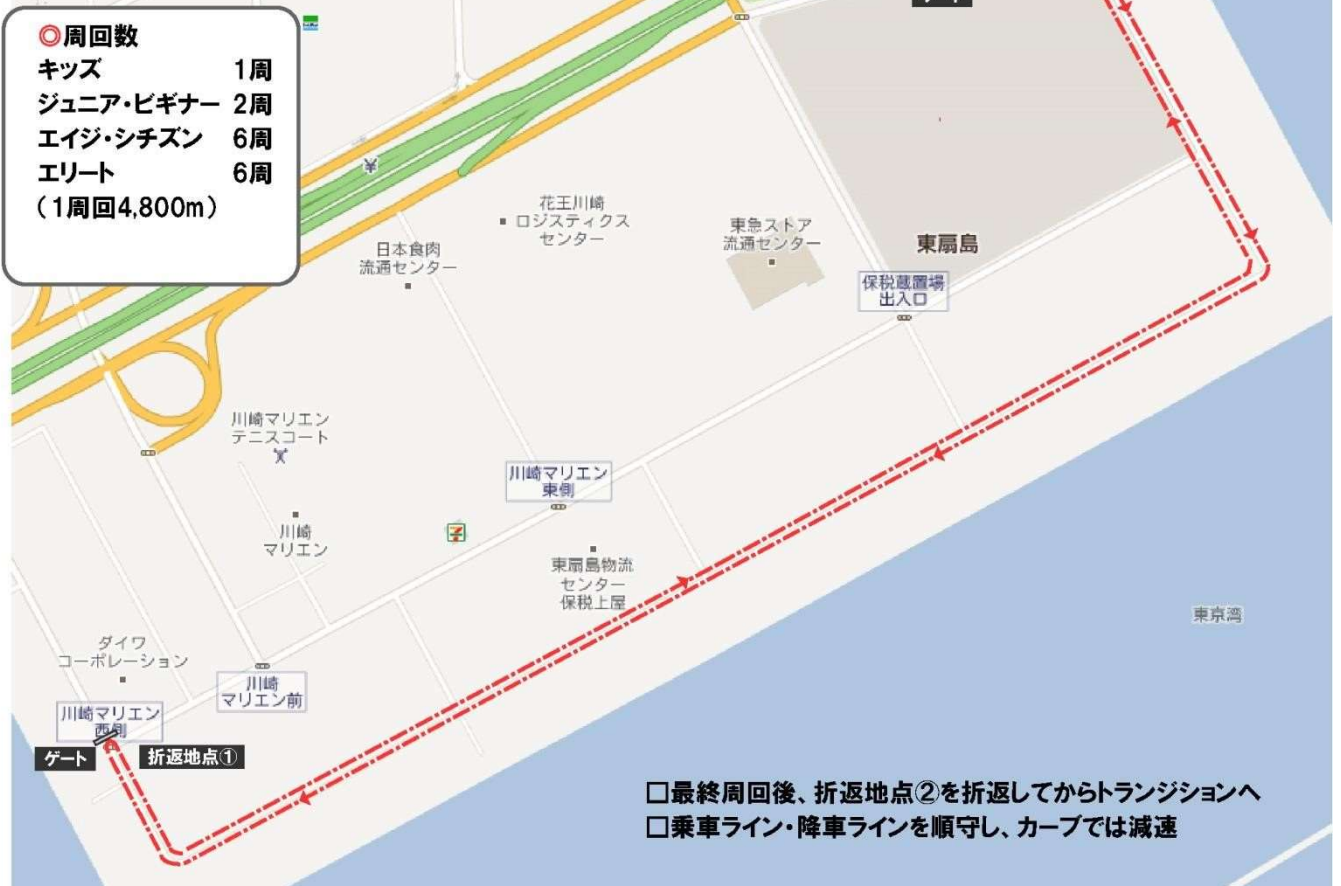 ◎周回数
キッズ 1周
ジュニア・ビギナー 2周
エイジ・シチズン 6周
エリート 6周
(1周回4,800m)
花王川崎
ロジスティクス
センター
日本食肉
流通センター
東急ストア
流通センター
東扇島
保税蔵置場
出入口
川崎マリエン
テニスコート
川崎マリエン
東側
川崎
マリエン
東扇島物流
センター
保税上屋
東京湾
ダイワ
コーポレーション
川崎
マリエン前
川崎マリエン
西側
ゲート
折返地点①
□最終周回後、折返地点②を折返してからトランジションへ
□乗車ライン・降車ラインを順守し、カーブでは減速